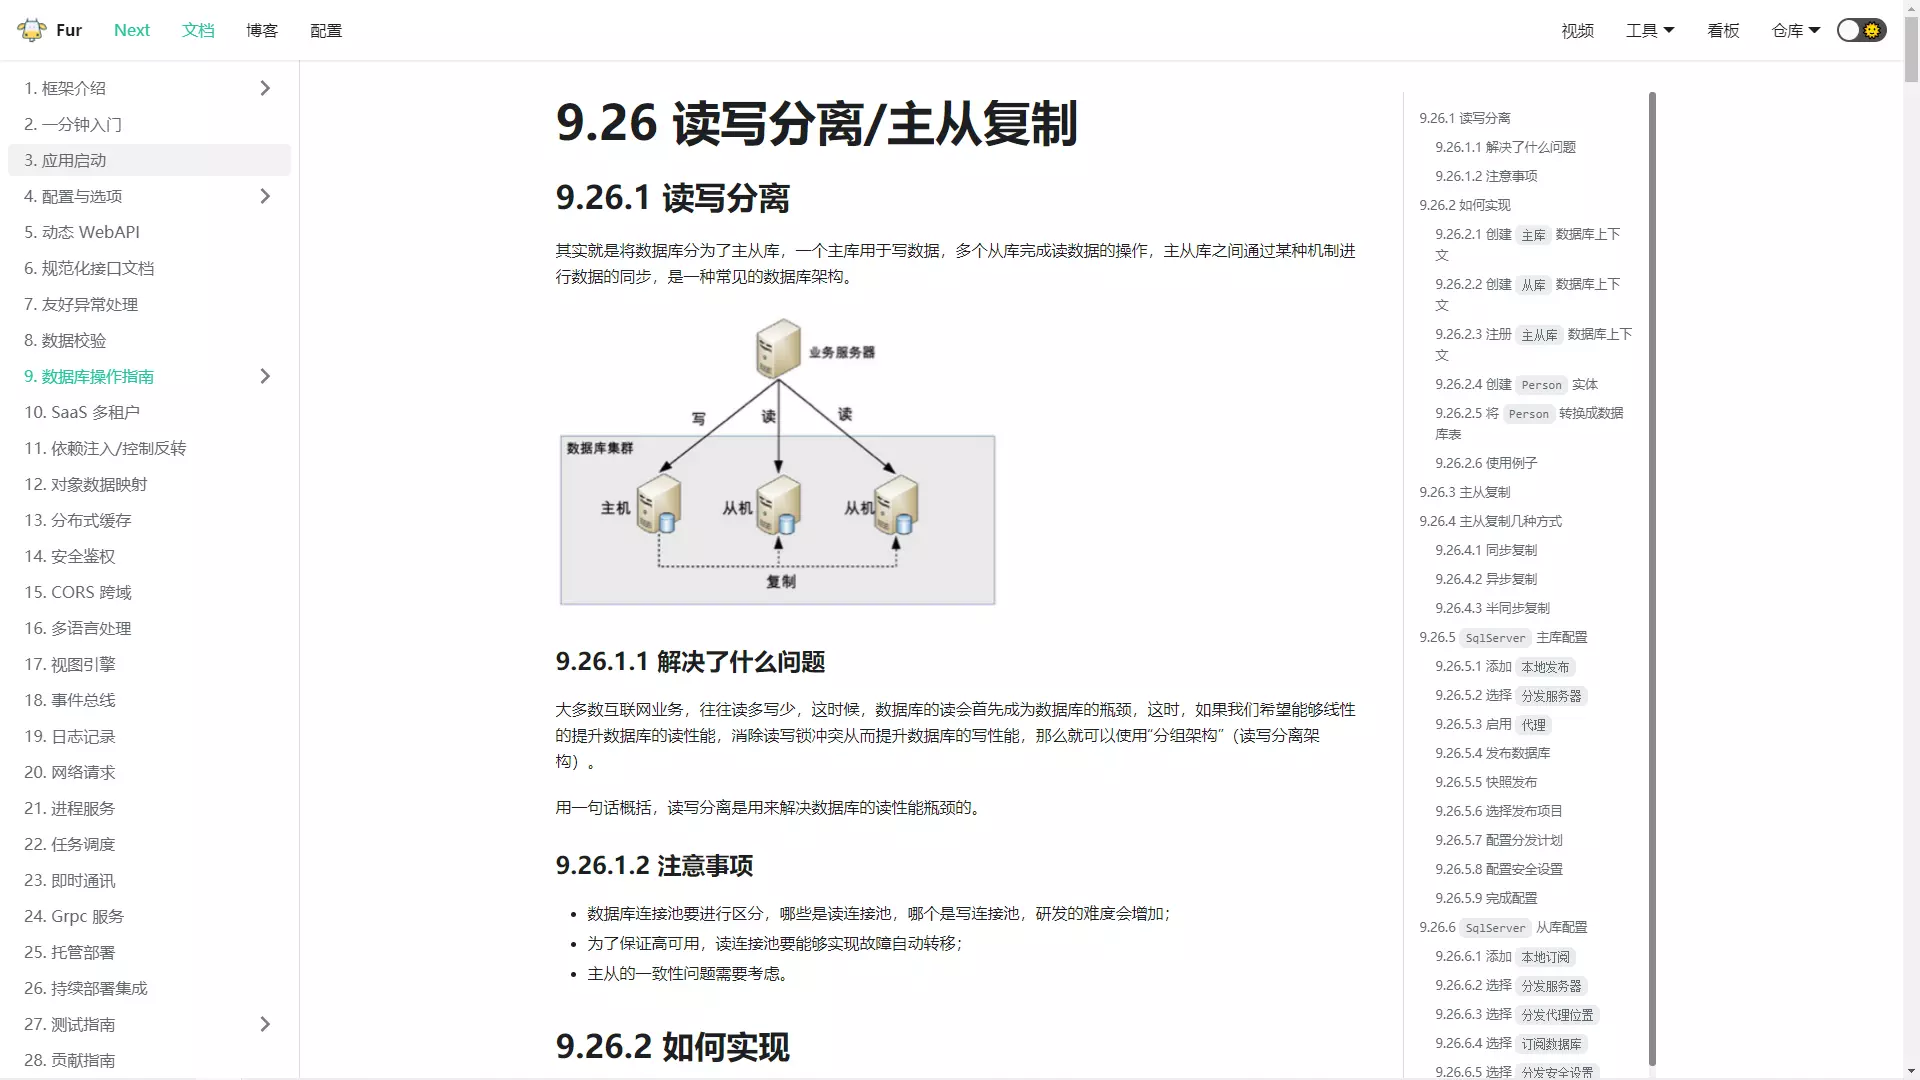 Fur
Next
文档
博客
配置
视频
工具
看板
仓库
1. 框架介绍
2. 一分钟入门
3. 应用启动
4. 配置与选项
5. 动态 WebAPI
6. 规范化接口文档
7. 友好异常处理
8. 数据校验
9. 数据库操作指南
10. SaaS 多租户
11. 依赖注入/控制反转
12. 对象数据映射
13. 分布式缓存
14. 安全鉴权
15. CORS 跨域
16. 多语言处理
17. 视图引擎
18. 事件总线
19. 日志记录
20. 网络请求
21. 进程服务
22. 任务调度
23. 即时通讯
24. Grpc 服务
25. 托管部署
26. 持续部署集成
27. 测试指南
28. 贡献指南
9.26 读写分离/主从复制
9.26.1 读写分离
其实就是将数据库分为了主从库，一个主库用于写数据，多个从库完成读数据的操作，主从库之间通过某种机制进
行数据的同步，是一种常见的数据库架构。
业务服务器
写
读
读
数据库集群
主机
从机
从机
复制
9.26.1.1 解决了什么问题
大多数互联网业务，往往读多写少，这时候，数据库的读会首先成为数据库的瓶颈，这时，如果我们希望能够线性
的提升数据库的读性能，消除读写锁冲突从而提升数据库的写性能，那么就可以使用“分组架构”（读写分离架
构）。
用一句话概括，读写分离是用来解决数据库的读性能瓶颈的。
9.26.1.2 注意事项
• 数据库连接池要进行区分，哪些是读连接池，哪个是写连接池，研发的难度会增加；
• 为了保证高可用，读连接池要能够实现故障自动转移；
• 主从的一致性问题需要考虑。
9.26.2 如何实现
9.26.1 读写分离
9.26.1.1 解决了什么问题
9.26.1.2 注意事项
9.26.2 如何实现
9.26.2.1 创建 主库 数据库上下
文
9.26.2.2 创建 从库 数据库上下
文
9.26.2.3 注册 主从库 数据库上下
文
9.26.2.4 创建 Person 实体
9.26.2.5 将 Person 转换成数据
库表
9.26.2.6 使用例子
9.26.3 主从复制
9.26.4 主从复制几种方式
9.26.4.1 同步复制
9.26.4.2 异步复制
9.26.4.3 半同步复制
9.26.5 SqlServer 主库配置
9.26.5.1 添加 本地发布
9.26.5.2 选择 分发服务器
9.26.5.3 启用 代理
9.26.5.4 发布数据库
9.26.5.5 快照发布
9.26.5.6 选择发布项目
9.26.5.7 配置分发计划
9.26.5.8 配置安全设置
9.26.5.9 完成配置
9.26.6 SqlServer 从库配置
9.26.6.1 添加 本地订阅
9.26.6.2 选择 分发服务器
9.26.6.3 选择 分发代理位置
9.26.6.4 选择 订阅数据库
9.26.6.5 选择 分发安全设置